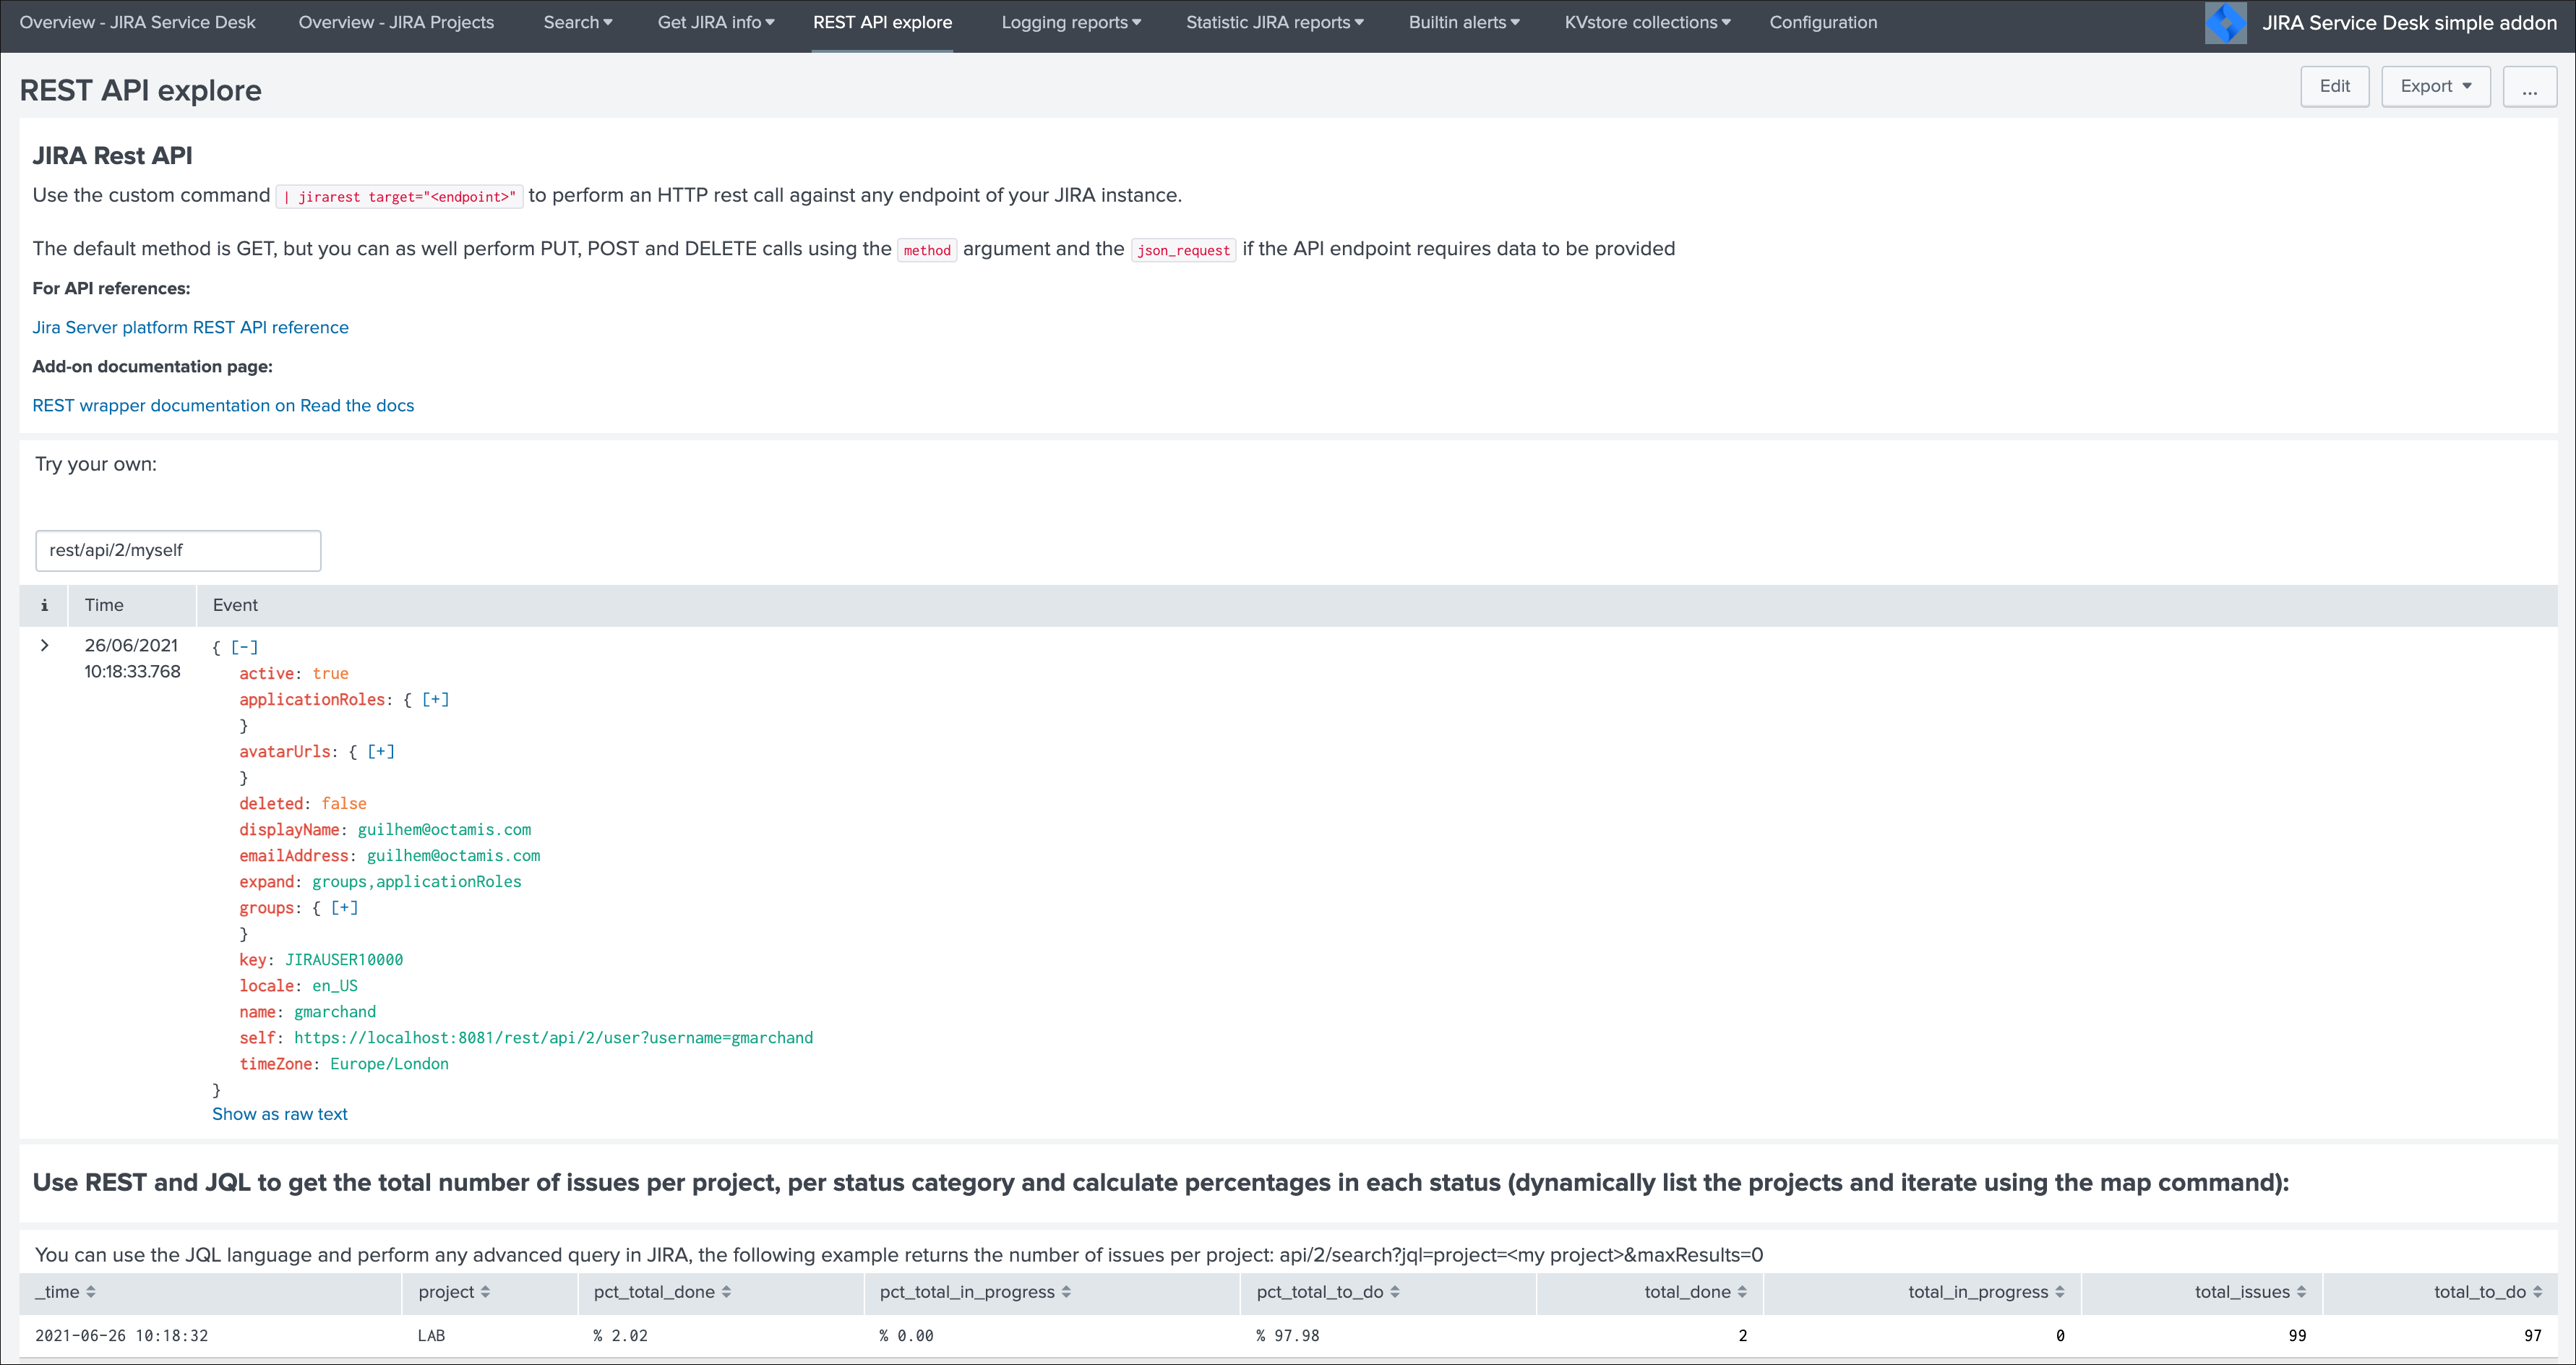 Overview - JIRA Service Desk Overview - JIRA Projects Search Get JIRA info REST API explore Logging reports Statistic JIRA reports Builtin alerts KVstore collections Configuration JIRA Service Desk simple addon
REST API explore Edit Export ...
JIRA Rest API
Use the custom command | jirarest target="<endpoint>" to perform an HTTP rest call against any endpoint of your JIRA instance.
The default method is GET, but you can as well perform PUT, POST and DELETE calls using the method argument and the json_request if the API endpoint requires data to be provided
For API references:
Jira Server platform REST API reference
Add-on documentation page:
REST wrapper documentation on Read the docs
Try your own:
rest/api/2/myself
i Time Event
> 26/06/2021 { [-]
10:18:33.768
active: true
applicationRoles: { [+]
}
avatarUrls: { [+]
}
deleted: false
displayName: guilhem@octamis.com
emailAddress: guilhem@octamis.com
expand: groups,applicationRoles
groups: { [+]
}
key: JIRAUSER10000
locale: en_US
name: gmarchand
self: https://localhost:8081/rest/api/2/user?username=gmarchand
timeZone: Europe/London
}
Show as raw text
Use REST and JQL to get the total number of issues per project, per status category and calculate percentages in each status (dynamically list the projects and iterate using the map command):
You can use the JQL language and perform any advanced query in JIRA, the following example returns the number of issues per project: api/2/search?jql=project=<my project>&maxResults=0
_time project pct_total_done pct_total_in_progress pct_total_to_do total_done total_in_progress total_issues total_to_do
2021-06-26 10:18:32 LAB % 2.02 % 0.00 % 97.98 2 0 99 97